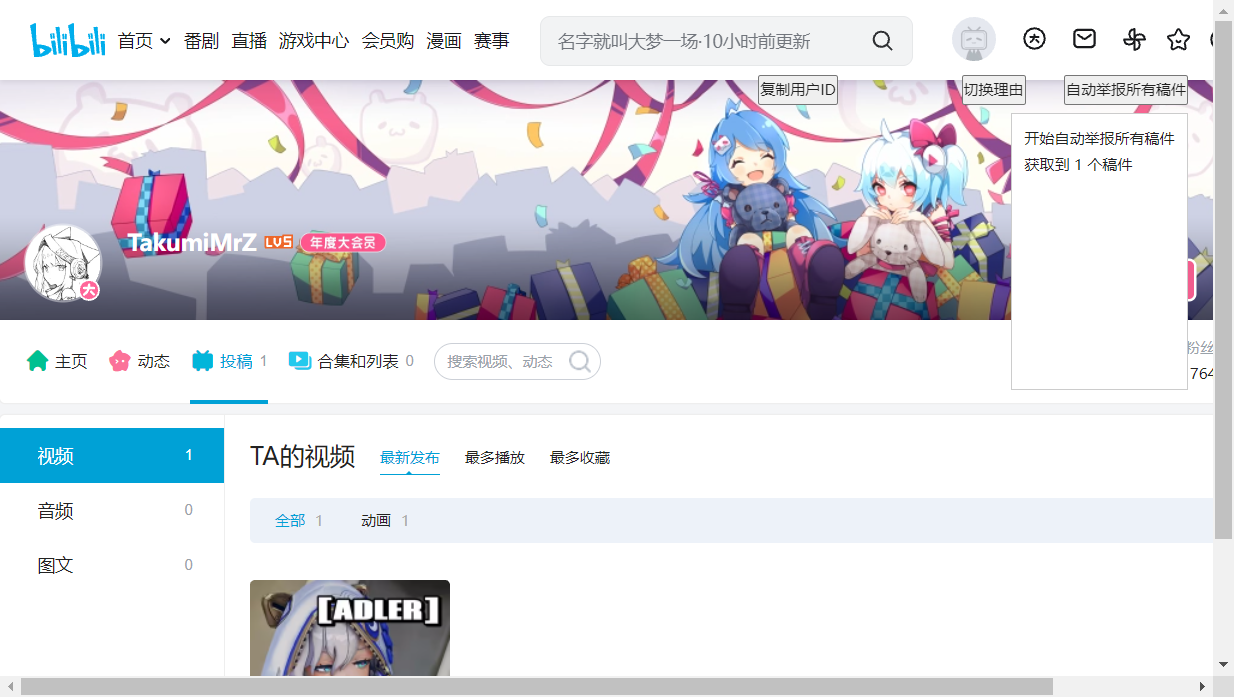 bilibili 首页 番剧 直播 游戏中心 会员购 漫画 赛事 名字就叫大梦一场·10小时前更新
复制用户ID 切换理由 自动举报所有稿件
开始自动举报所有稿件
获取到 1 个稿件
TakumiMrZ LV5 年度大会员
大
主页 动态 投稿 1 合集和列表 0 搜索视频、动态 粉丝
764
视频 1
音频 0
图文 0
TA的视频 最新发布 最多播放 最多收藏
全部 1 动画 1
[ADLER]